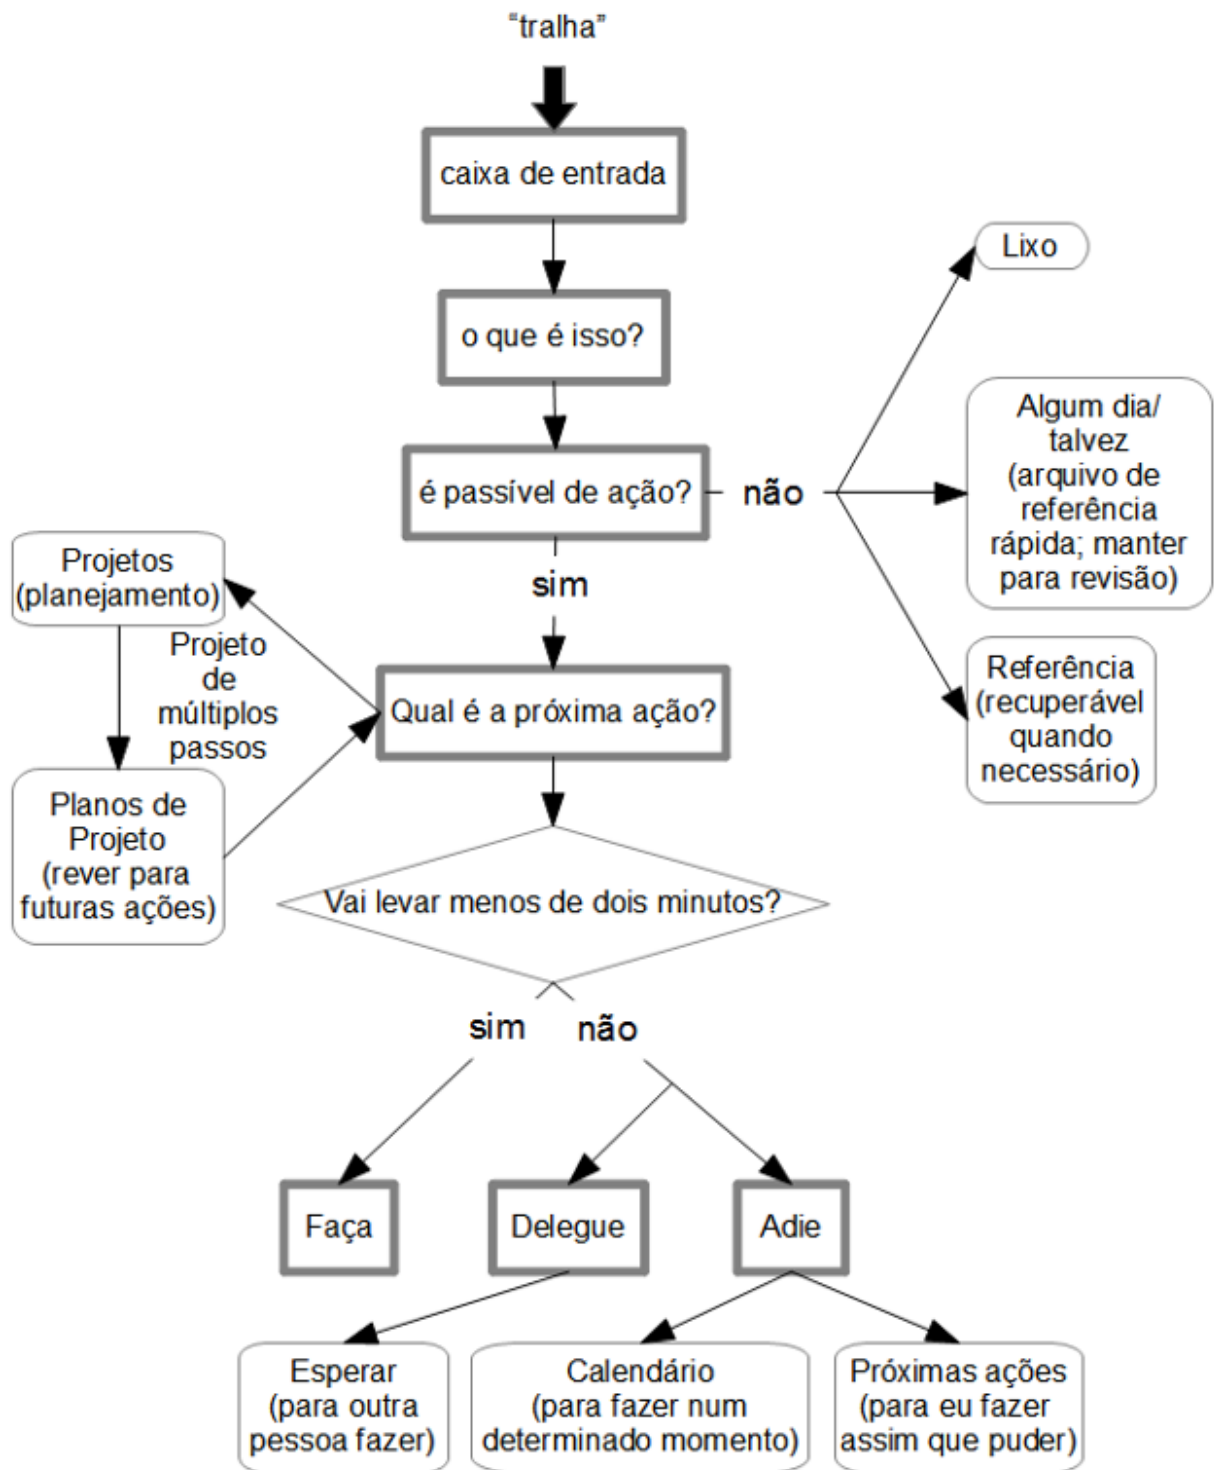 “tralha”
caixa de entrada
o que é isso?
é passível de ação?
não
Lixo
Algum dia/
talvez
(arquivo de
referência
rápida; manter
para revisão)
Referência
(recuperável
quando
necessário)
sim
Projetos
(planejamento)
Projeto
de
múltiplos
passos
Planos de
Projeto
(rever para
futuras ações)
Qual é a próxima ação?
Vai levar menos de dois minutos?
sim
não
Faça
Delegue
Adie
Esperar
(para outra
pessoa fazer)
Calendário
(para fazer num
determinado momento)
Próximas ações
(para eu fazer
assim que puder)